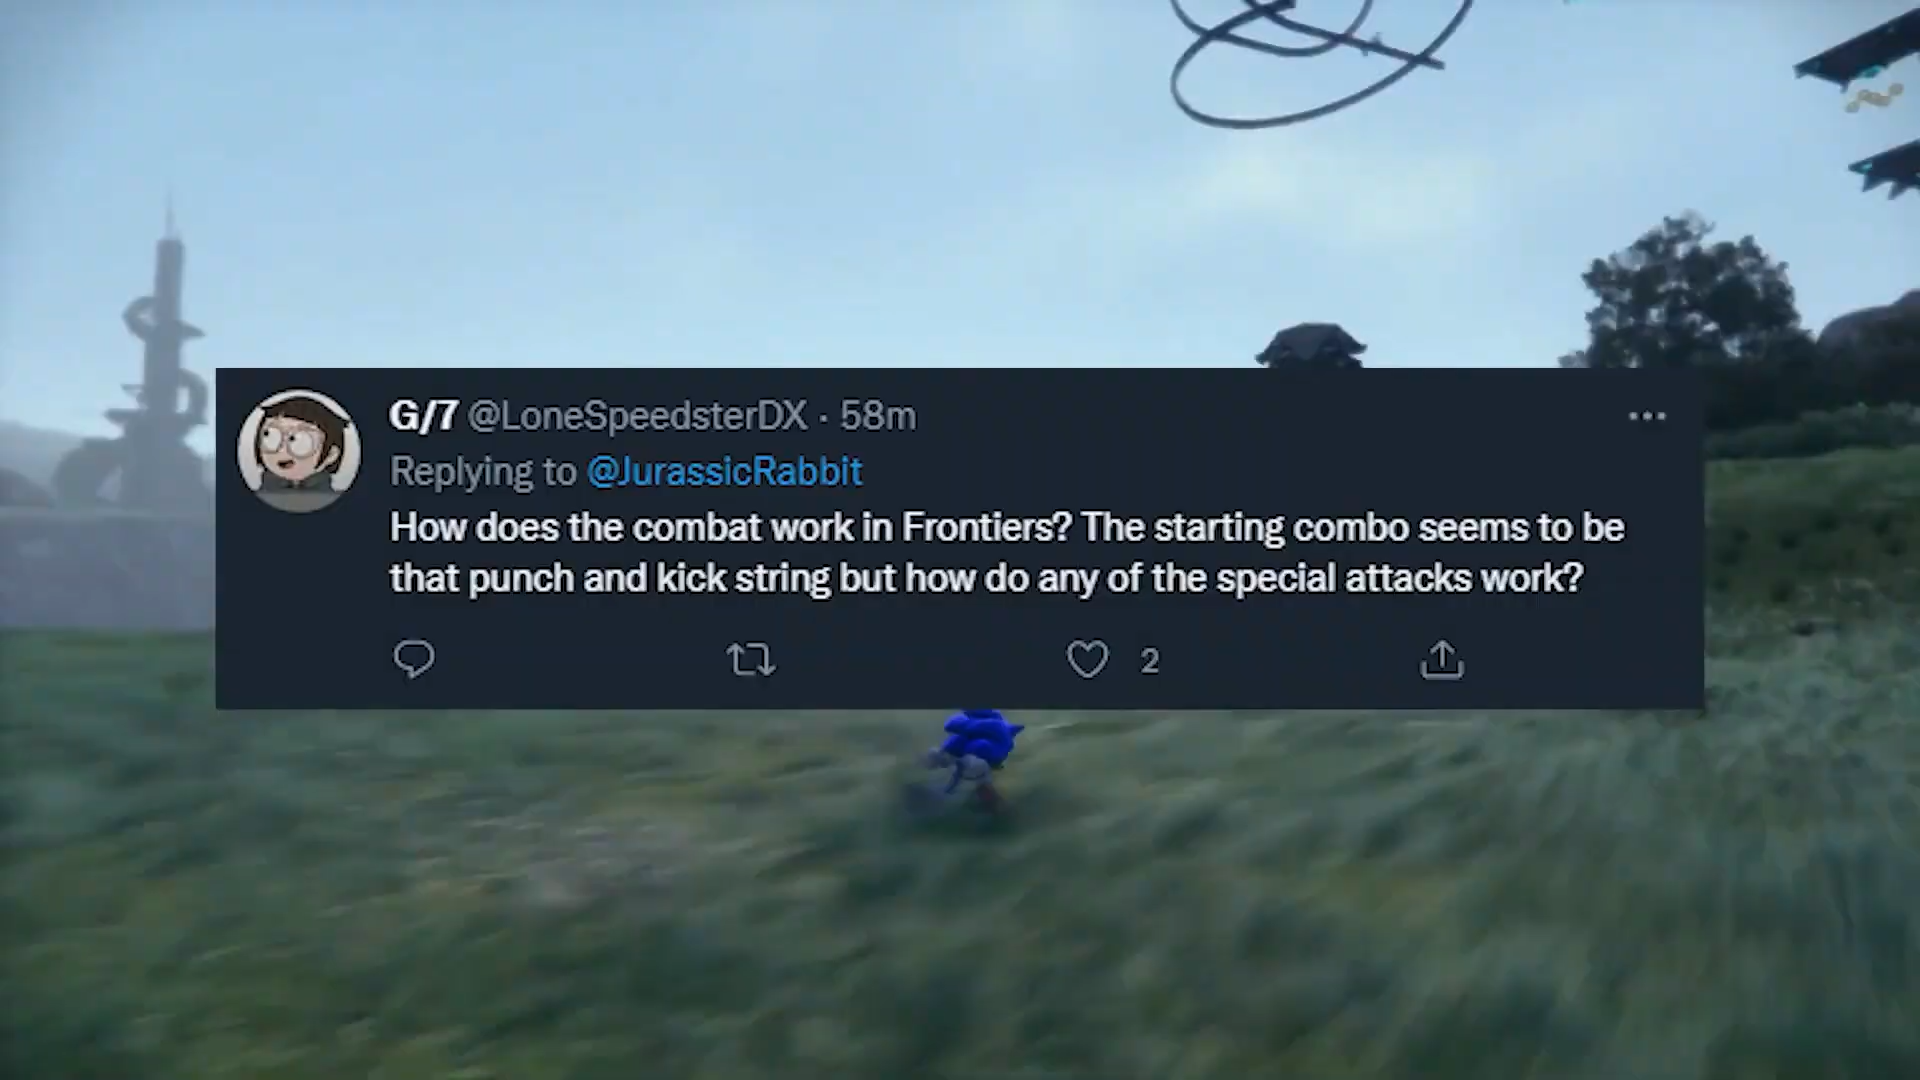 G/7 @LoneSpeedsterDX · 58m
Replying to @JurassicRabbit
How does the combat work in Frontiers? The starting combo seems to be
that punch and kick string but how do any of the special attacks work?
2